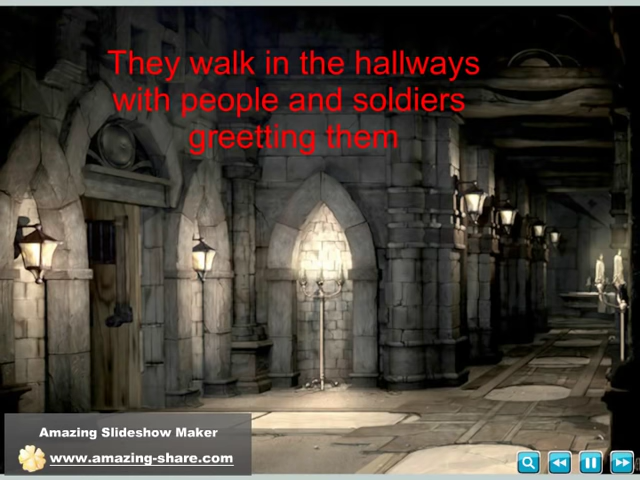 They walk in the hallways
with people and soldiers
greetting them
Amazing Slideshow Maker
www.amazing-share.com